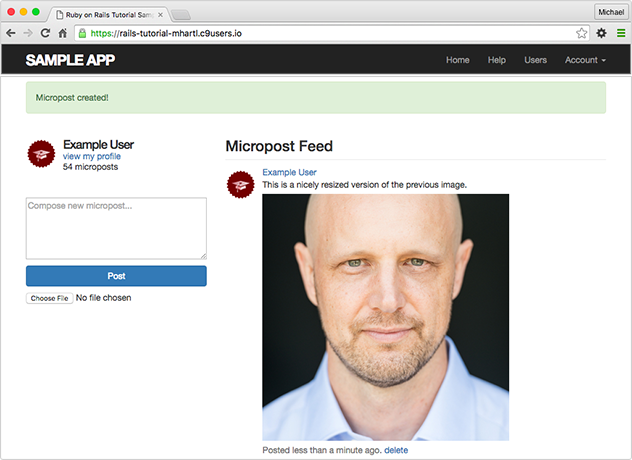 Ruby on Rails Tutorial Sam
Michael
https://rails-tutorial-mhartl.c9users.io
SAMPLE APP
Home Help Users Account
Micropost created!
Example User
view my profile
54 microposts
Compose new micropost...
Post
Choose File No file chosen
Micropost Feed
Example User
This is a nicely resized version of the previous image.
Posted less than a minute ago. delete